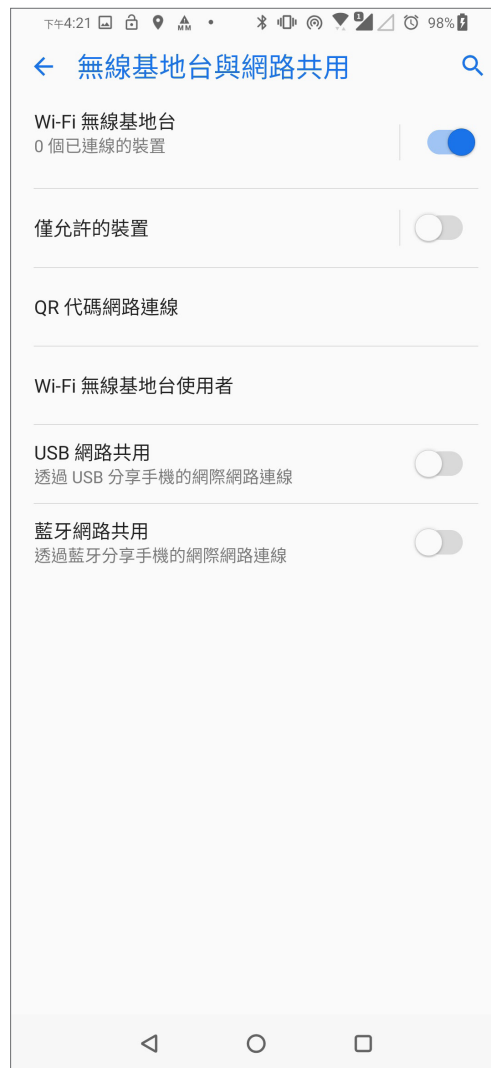 下午4:21 MM 1 98%
無線基地台與網路共用
Wi-Fi 無線基地台
0 個已連線的裝置
僅允許的裝置
QR 代碼網路連線
Wi-Fi 無線基地台使用者
USB 網路共用
透過 USB 分享手機的網際網路連線
藍牙網路共用
透過藍牙分享手機的網際網路連線